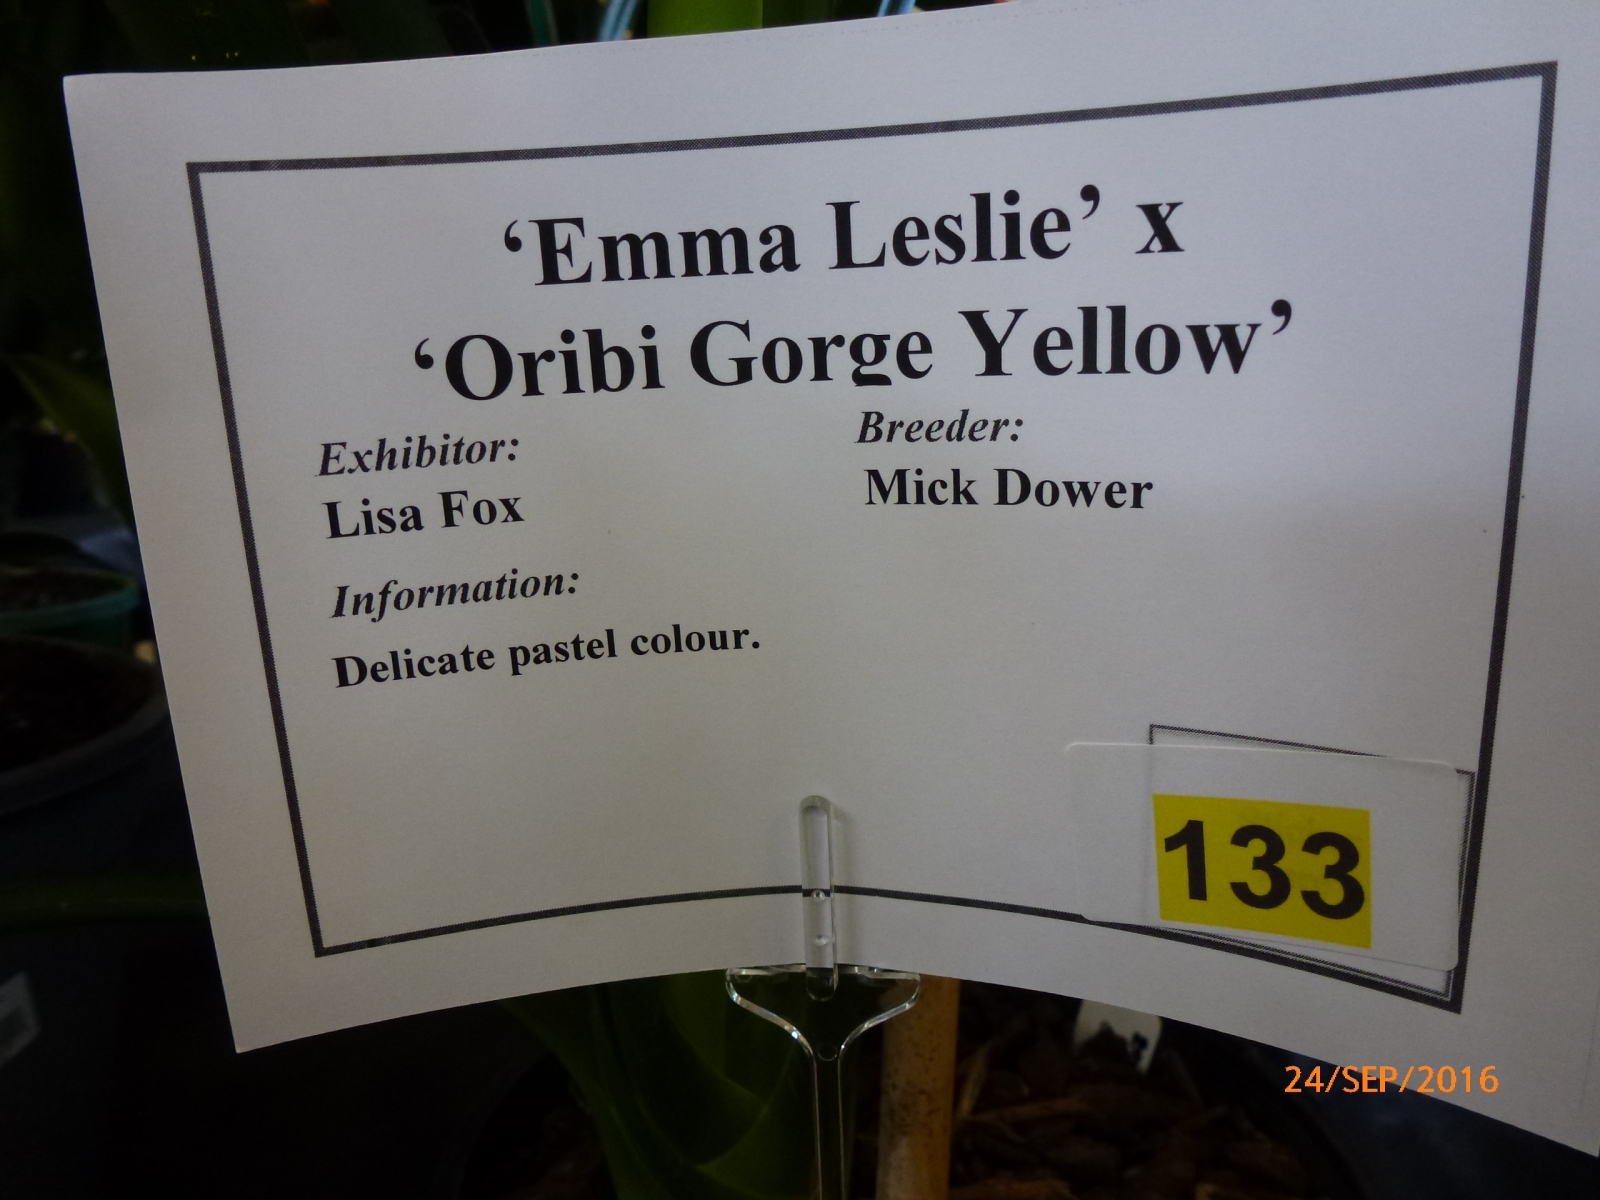 ‘Emma Leslie’ x
‘Oribi Gorge Yellow’
Exhibitor:
Lisa Fox
Breeder:
Mick Dower
Information:
Delicate pastel colour.
133
24/SEP/2016